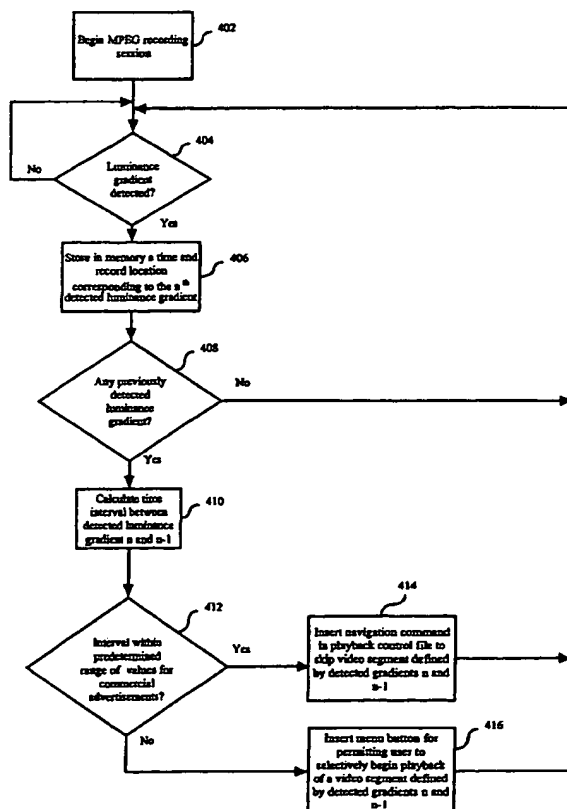 Begin MPEG recording
session
402
404
No
Luminance
gradient
detected?
Yes
Store in memory a time and
record location
corresponding to the n th
detected luminance gradient
406
408
Any previously
detected
luminance
gradient?
No
Yes
Calculate time
interval between
detected luminance
gradient n and n-1
410
412
Interval within
predetermined
range of values for
commercial
advertisements?
Yes
414
Insert navigation command
in playback control file to
skip video segment defined
by detected gradients n and
n-1
No
416
Insert menu button for
permitting user to
selectively begin playback
of a video segment defined
by detected gradients n and
n-1